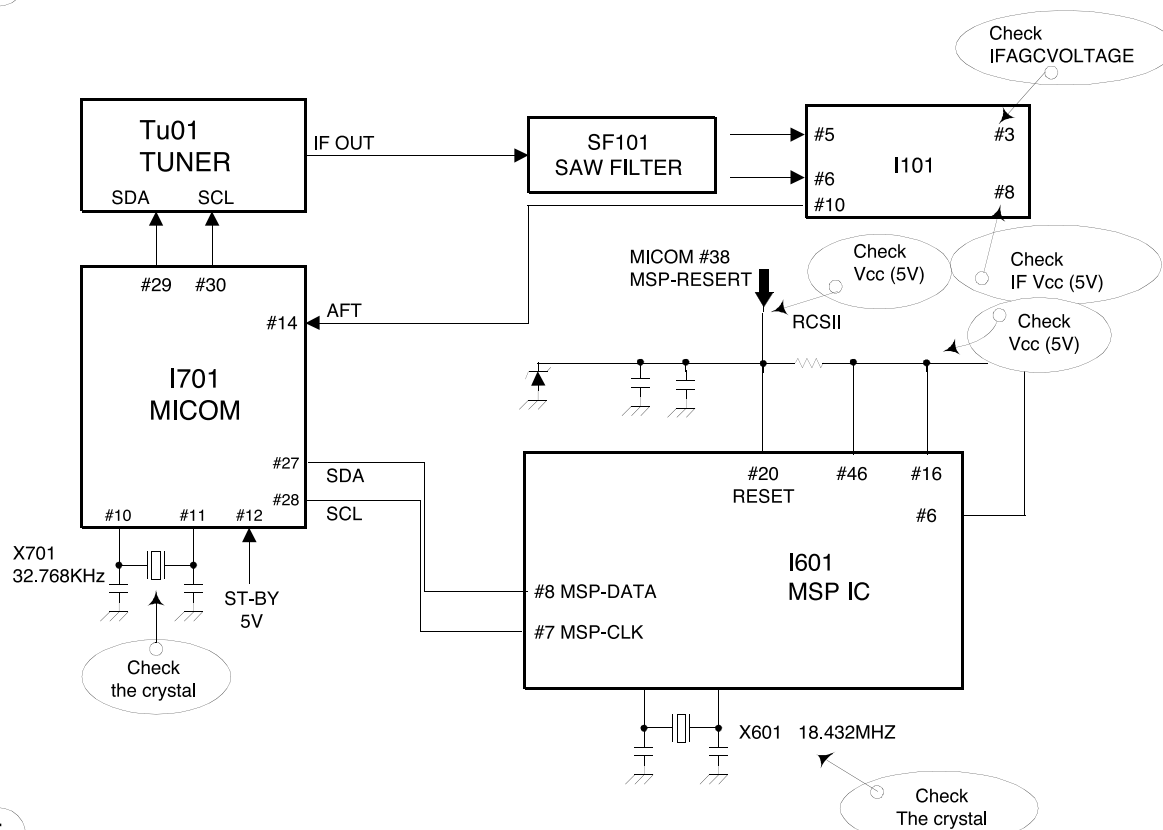 Check
IFAGCVOLTAGE
Tu01
TUNER
SDA
SCL
IF OUT
SF101
SAW FILTER
#5
#6
#10
I101
#3
#8
MICOM #38
MSP-RESERT
Check
Vcc (5V)
Check
IF Vcc (5V)
Check
Vcc (5V)
RCSII
#29
#30
#14
AFT
I701
MICOM
#27
SDA
#28
SCL
#10
#11
#12
X701
32.768KHz
ST-BY
5V
Check
the crystal
#20
RESET
#46
#16
#6
I601
MSP IC
#8 MSP-DATA
#7 MSP-CLK
X601 18.432MHZ
Check
The crystal